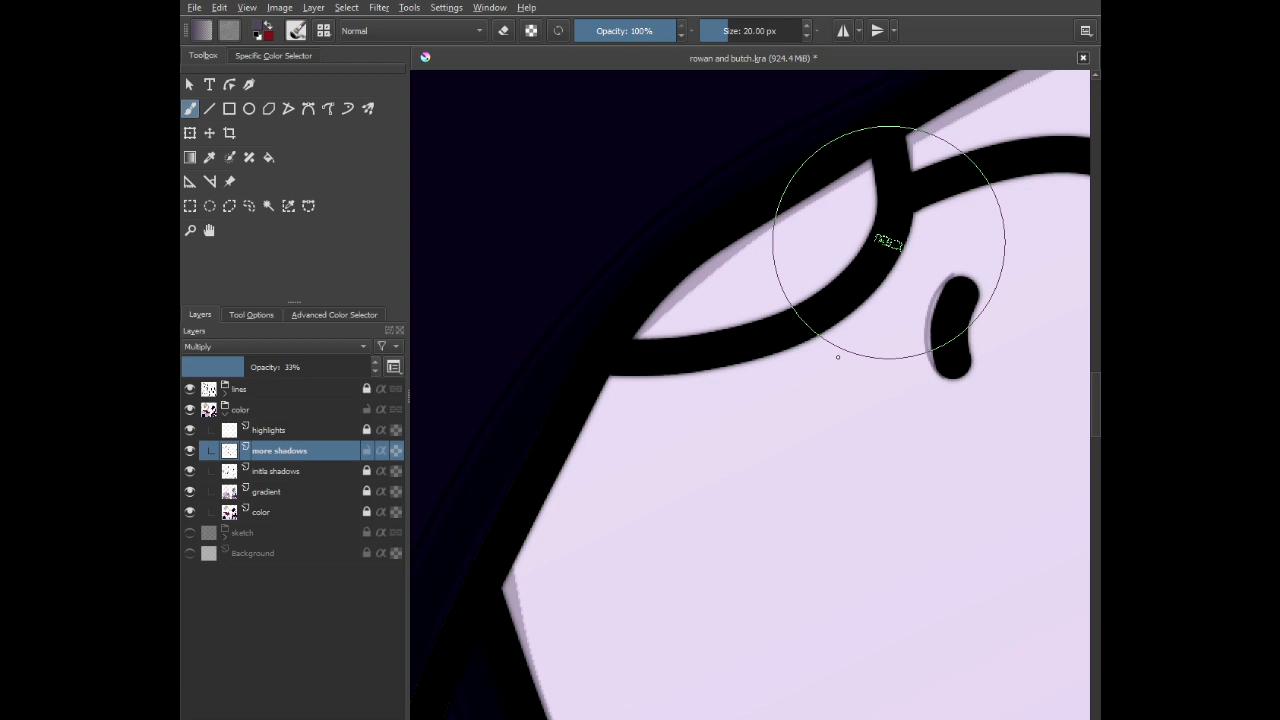 File Edit View Image Layer Select Filter Tools Settings Window Help
Normal Opacity: 100% Size: 20.00 px
Toolbox Specific Color Selector
rowan and butch.kra (924.4 MiB) *
Layers Tool Options Advanced Color Selector
Layers
Multiply
Opacity: 33%
lines
color
highlights
more shadows
initla shadows
gradient
color
sketch
Background